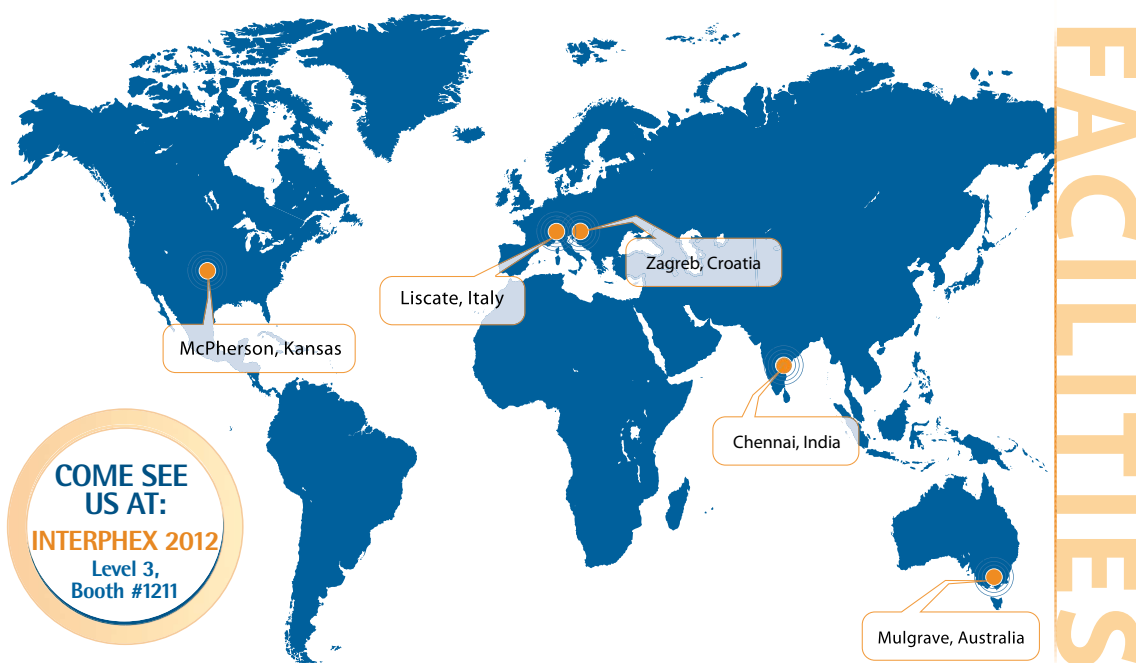 FACILITIES
Zagreb, Croatia
Liscate, Italy
McPherson, Kansas
Chennai, India
COME SEE
US AT:
INTERPHEX 2012
Level 3,
Booth #1211
Mulgrave, Australia